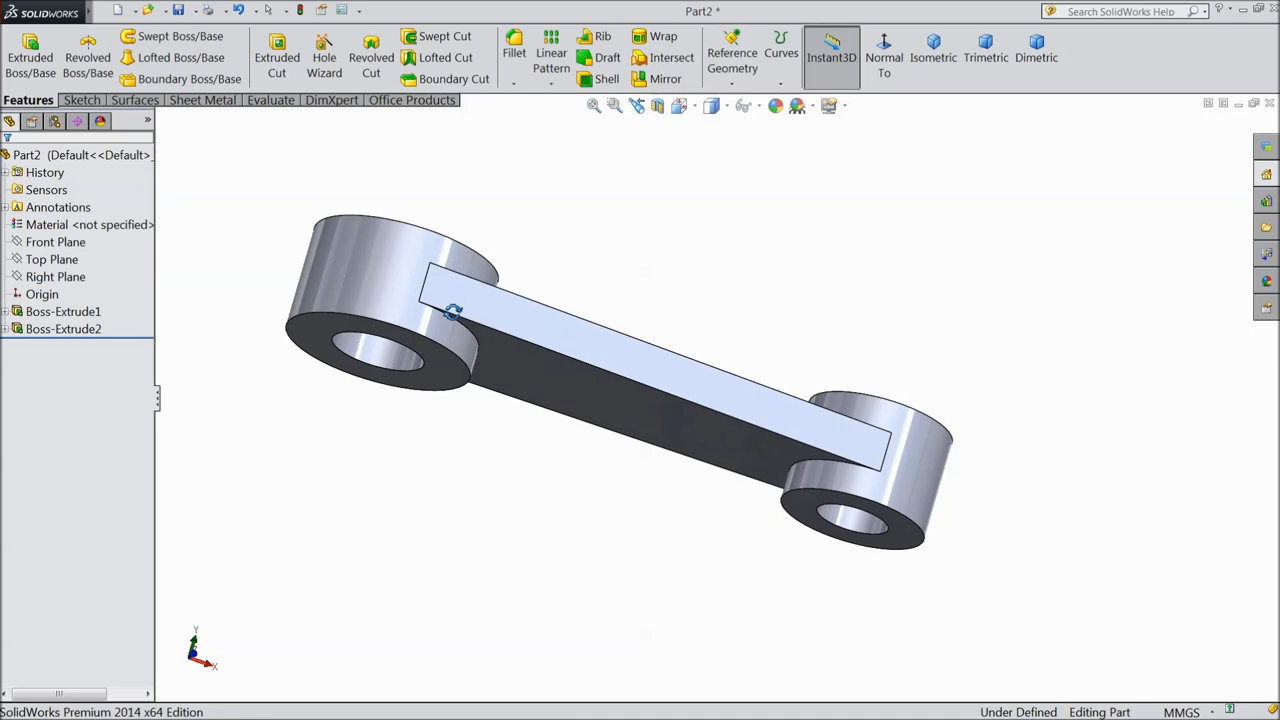 SOLIDWORKS
Part2 *
Search SolidWorks Help
Extruded Boss/Base
Revolved Boss/Base
Swept Boss/Base
Lofted Boss/Base
Boundary Boss/Base
Extruded Cut
Hole Wizard
Revolved Cut
Swept Cut
Lofted Cut
Boundary Cut
Fillet
Linear Pattern
Rib
Draft
Shell
Wrap
Intersect
Mirror
Reference Geometry
Curves
Instant3D
Normal To
Isometric
Trimetric
Dimetric
Features
Sketch
Surfaces
Sheet Metal
Evaluate
DimXpert
Office Products
Part2 (Default<<Default>_
History
Sensors
Annotations
Material <not specified>
Front Plane
Top Plane
Right Plane
Origin
Boss-Extrude1
Boss-Extrude2
Y
X
SolidWorks Premium 2014 x64 Edition
Under Defined
Editing Part
MMGS